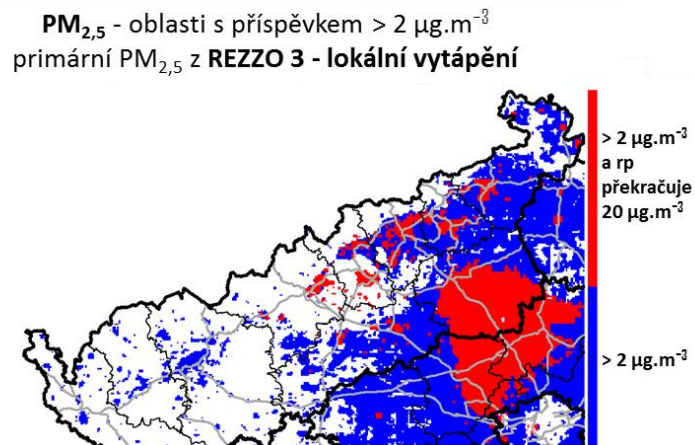 PM2,5 - oblasti s příspěvkem > 2 µg.m⁻³
primární PM2,5 z REZZO 3 - lokální vytápění
> 2 µg.m⁻³
a rp
překračuje
20 µg.m⁻³
> 2 µg.m⁻³